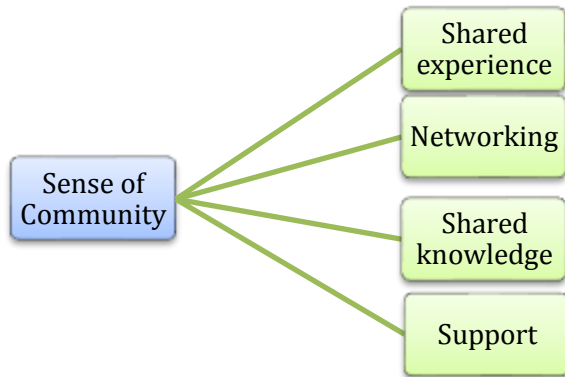 Shared
experience
Networking
Sense of
Community
Shared
knowledge
Support